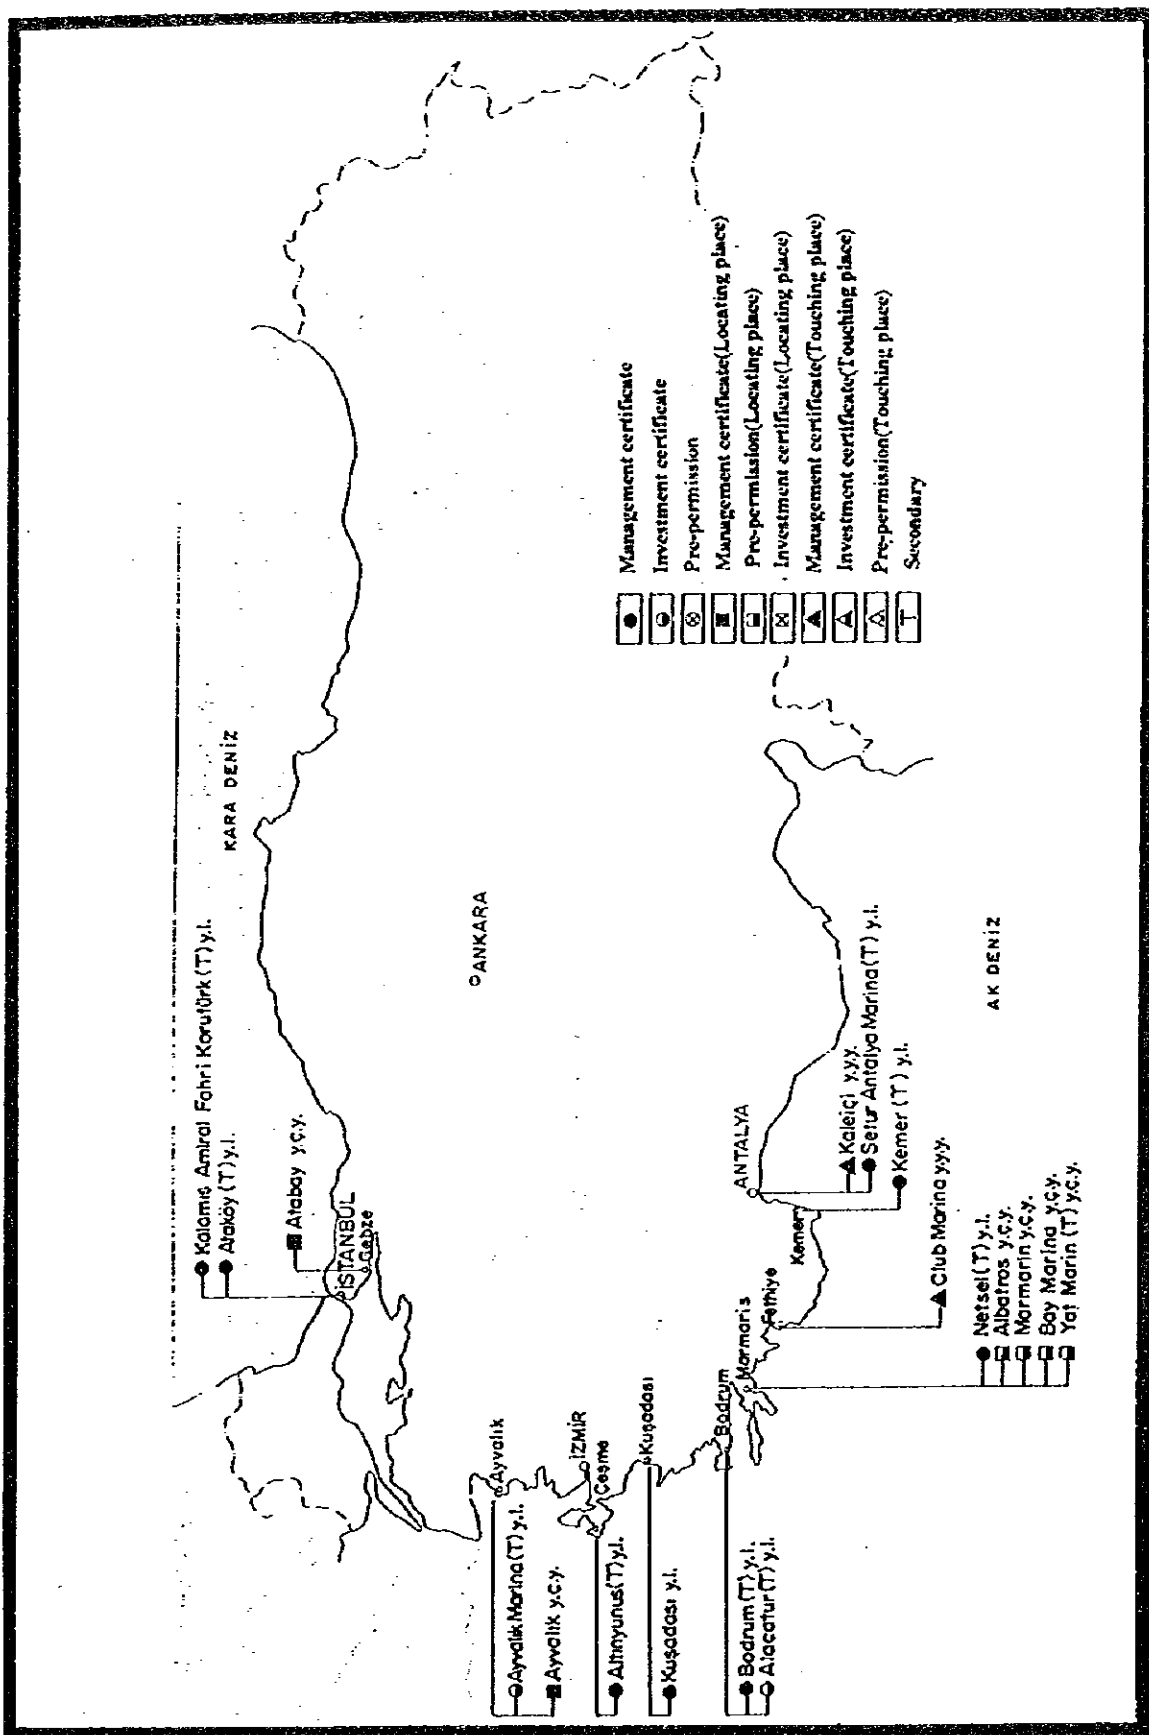 Kalamış Amiral Fahri Korutürk (T) y.l.
Ataköy (T) y.l.
Atabay y.ç.y.
İSTANBUL
Gebze
KARA DENİZ
ANKARA
Ayvalık
Ayvalık Marina (T) y.l.
Ayvalık y.ç.y.
İZMİR
Çeşme
Altınyunus (T) y.l.
Kuşadası
Kuşadası y.l.
Bodrum
Bodrum (T) y.l.
Alacatur (T) y.l.
Marmaris
Fethiye
Kemer
ANTALYA
Kaleiçi y.y.y.
Setur Antalya Marina (T) y.l.
Kemer (T) y.l.
Club Marina y.y.y.
Netsel (T) y.l.
Albatros y.ç.y.
Marmarin y.ç.y.
Bay Marina y.ç.y.
Yat Marin (T) y.ç.y.
AK DENİZ
Management certificate
Investment certificate
Pre-permission
Management certificate(Locating place)
Pre-permission(Locating place)
Investment certificate(Locating place)
Management certificate(Touching place)
Investment certificate(Touching place)
Pre-permission(Touching place)
T Secondary